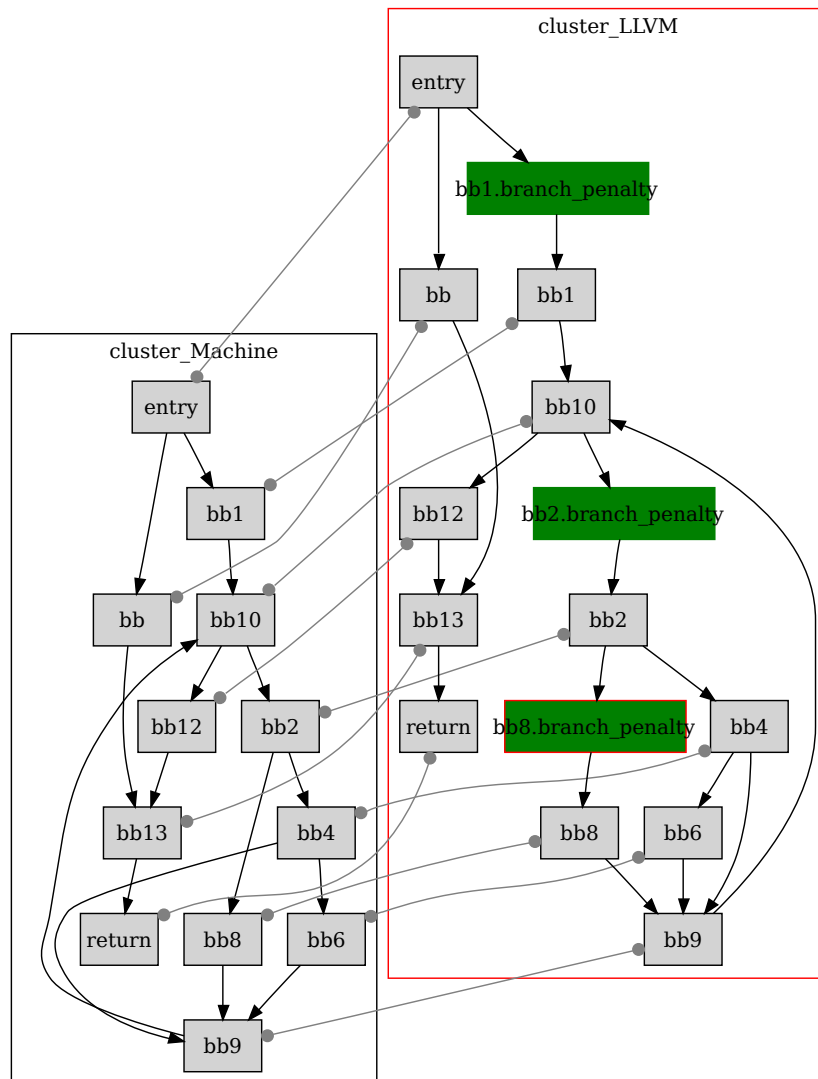 cluster_LLVM
entry
bb1.branch_penalty
bb
bb1
bb10
bb12
bb2.branch_penalty
bb13
bb2
return
bb8.branch_penalty
bb4
bb8
bb6
bb9
cluster_Machine
entry
bb1
bb
bb10
bb12
bb2
bb13
bb4
return
bb8
bb6
bb9